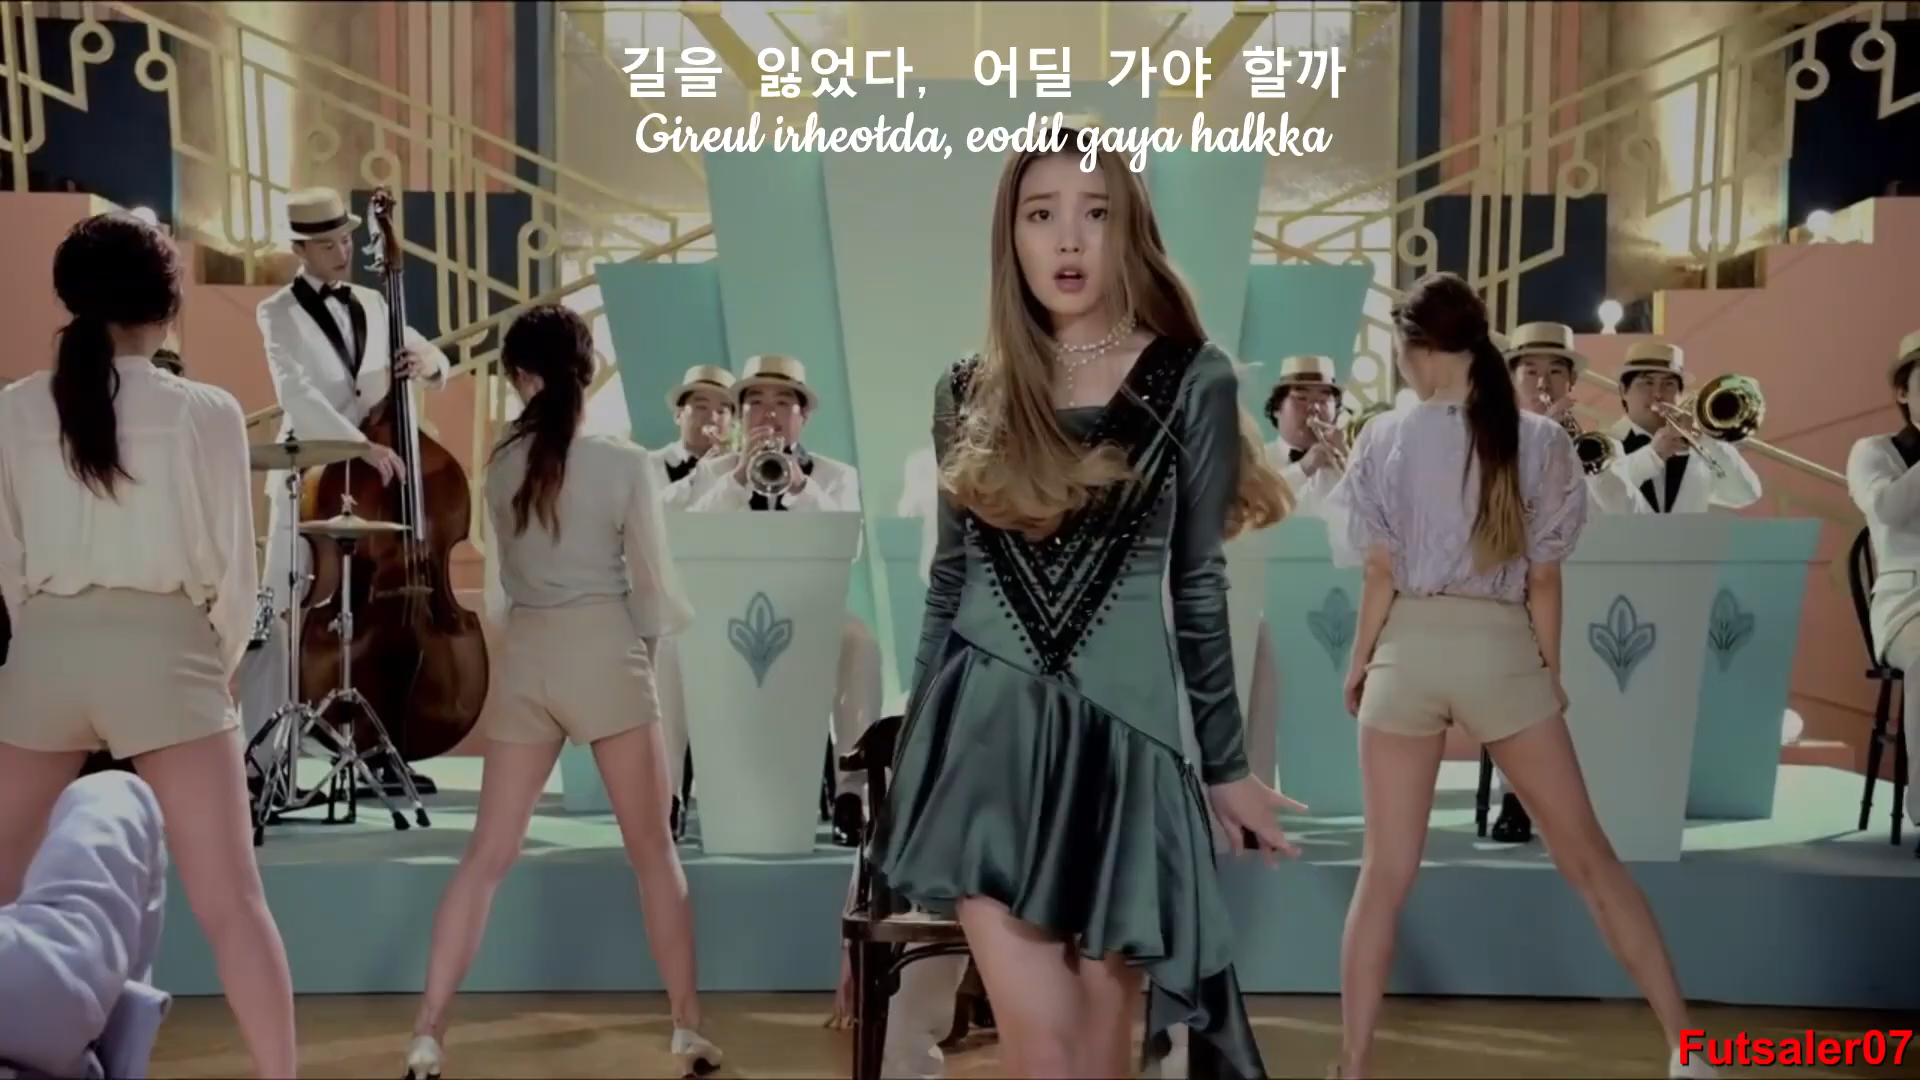 길을 잃었다, 어딜 가야 할까
Gireul irheotda, eodil gaya halkka
Futsaler07